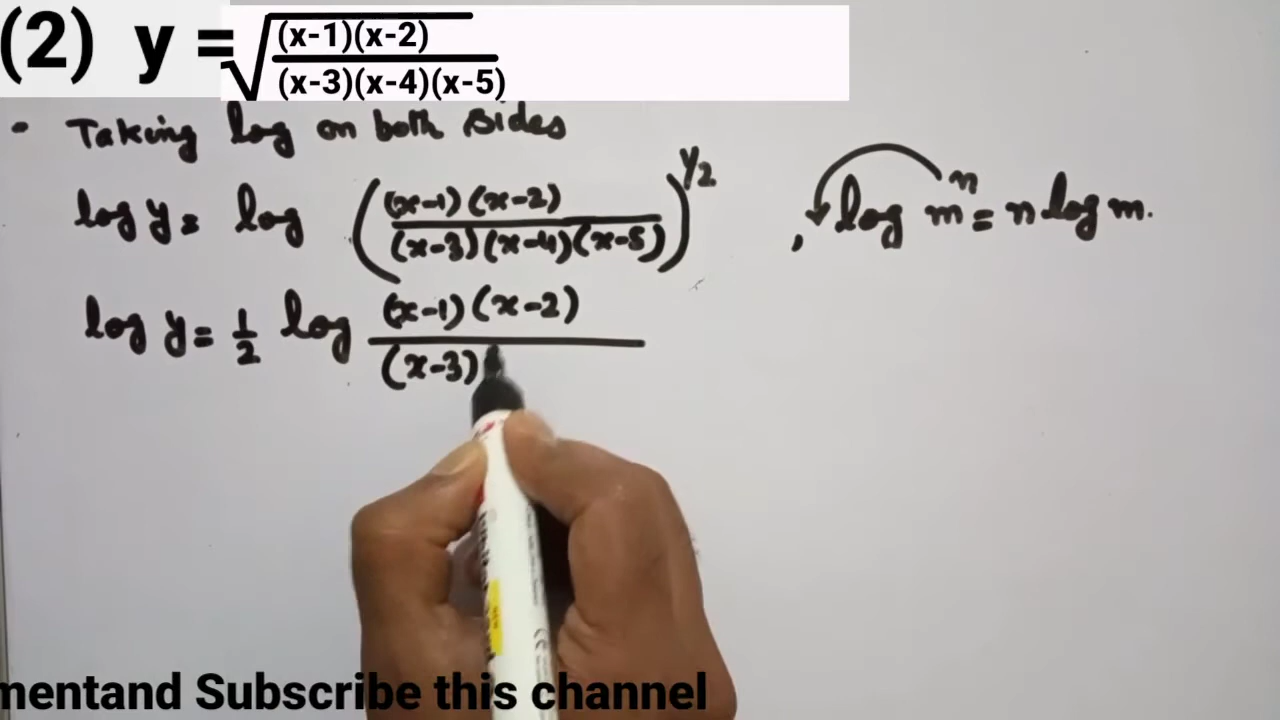 (2) y = √(x-1)(x-2)/(x-3)(x-4)(x-5)
• Taking log on both sides
log y = log ((x-1)(x-2)/(x-3)(x-4)(x-5))^1/2 , log m^n = n log m.
log y = 1/2 log (x-1)(x-2)/(x-3)
mentand Subscribe this channel